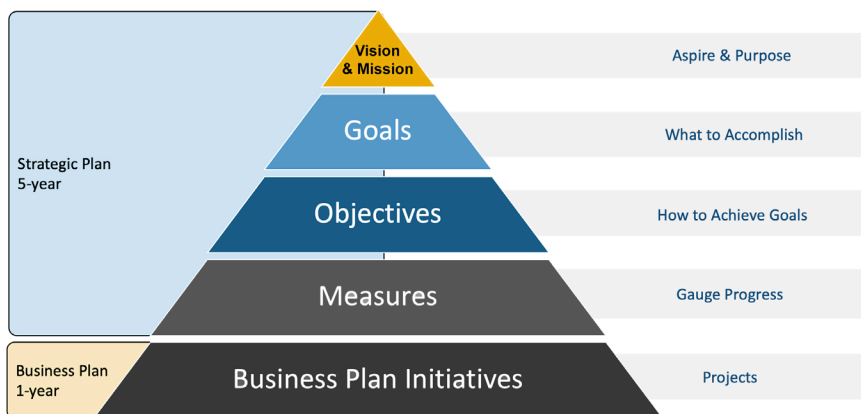 Vision
& Mission
Aspire & Purpose
Goals
What to Accomplish
Strategic Plan
5-year
Objectives
How to Achieve Goals
Measures
Gauge Progress
Business Plan
1-year
Business Plan Initiatives
Projects